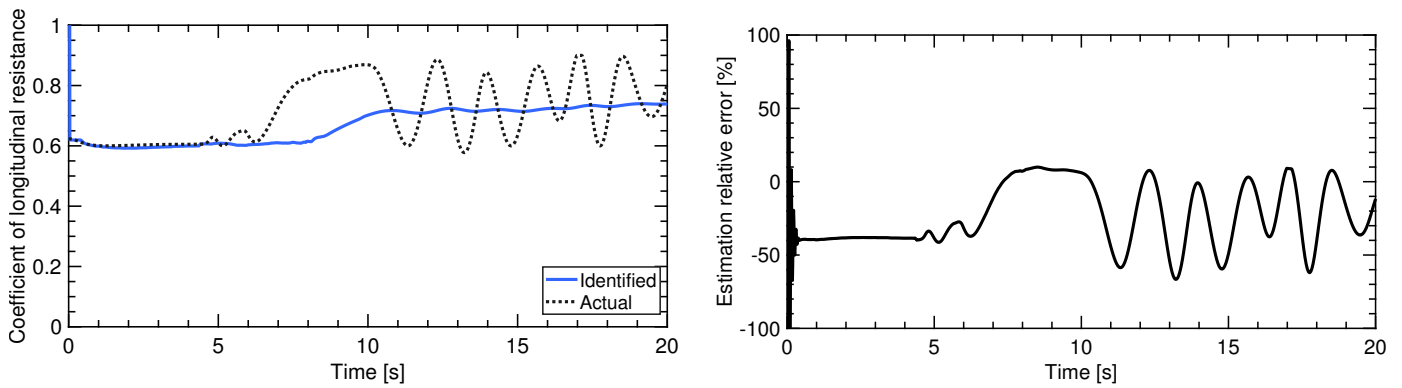 Coefficient of longitudinal resistance
1
0.8
0.6
0.4
0.2
0
0 5 10 15 20
Time [s]
Identified
Actual
Estimation relative error [%]
100
50
0
-50
-100
0 5 10 15 20
Time [s]